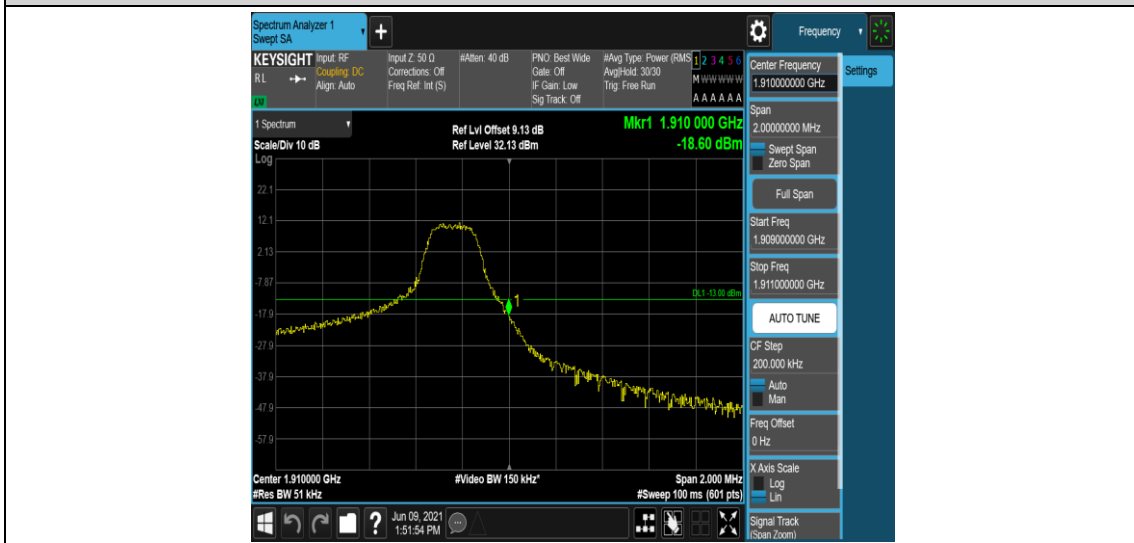 Spectrum Analyzer 1
Swept SA
+
Frequency
KEYSIGHT
RL
LXI
Input: RF
Coupling: DC
Align: Auto
Input Z: 50 Ω
Corrections: Off
Freq Ref: Int (S)
#Atten: 40 dB
PNO: Best Wide
Gate: Off
IF Gain: Low
Sig Track: Off
#Avg Type: Power (RMS
Avg|Hold: 30/30
Trig: Free Run
1 2 3 4 5 6
M W W W W W
A A A A A A
Center Frequency
1.910000000 GHz
Settings
1 Spectrum
Scale/Div 10 dB
Log
Ref Lvl Offset 9.13 dB
Ref Level 32.13 dBm
Mkr1 1.910 000 GHz
-18.60 dBm
22.1
12.1
2.13
-7.87
-17.9
-27.9
-37.9
-47.9
-57.9
DL1 -13.00 dBm
1
Span
2.00000000 MHz
Swept Span
Zero Span
Full Span
Start Freq
1.909000000 GHz
Stop Freq
1.911000000 GHz
AUTO TUNE
CF Step
200.000 kHz
Auto
Man
Freq Offset
0 Hz
X Axis Scale
Log
Lin
Signal Track
(Span Zoom)
Center 1.910000 GHz
#Res BW 51 kHz
#Video BW 150 kHz*
Span 2.000 MHz
#Sweep 100 ms (601 pts)
?
Jun 09, 2021
1:51:54 PM